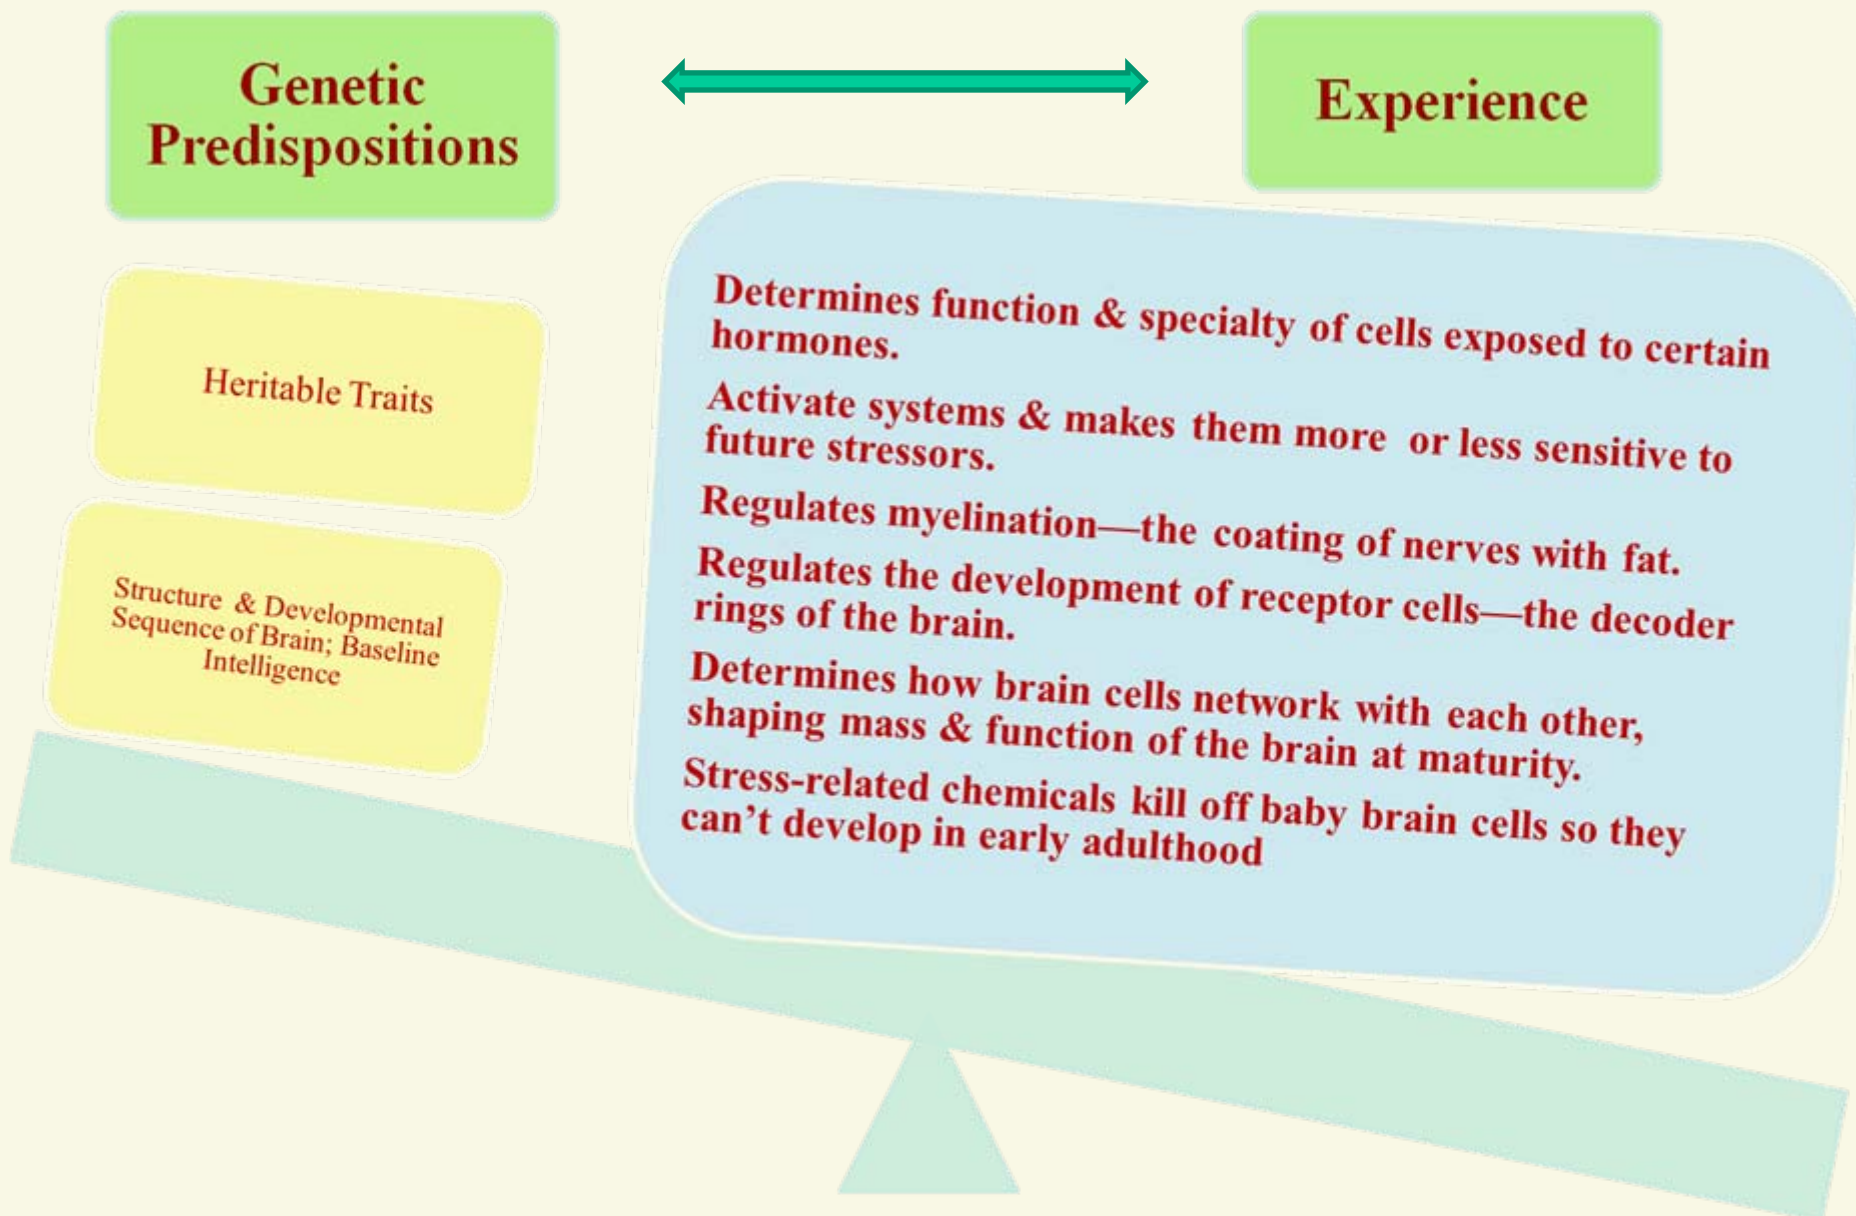 Genetic
Predispositions
Experience
Heritable Traits
Structure & Developmental
Sequence of Brain; Baseline
Intelligence
Determines function & specialty of cells exposed to certain
hormones.
Activate systems & makes them more or less sensitive to
future stressors.
Regulates myelination—the coating of nerves with fat.
Regulates the development of receptor cells—the decoder
rings of the brain.
Determines how brain cells network with each other,
shaping mass & function of the brain at maturity.
Stress-related chemicals kill off baby brain cells so they
can’t develop in early adulthood